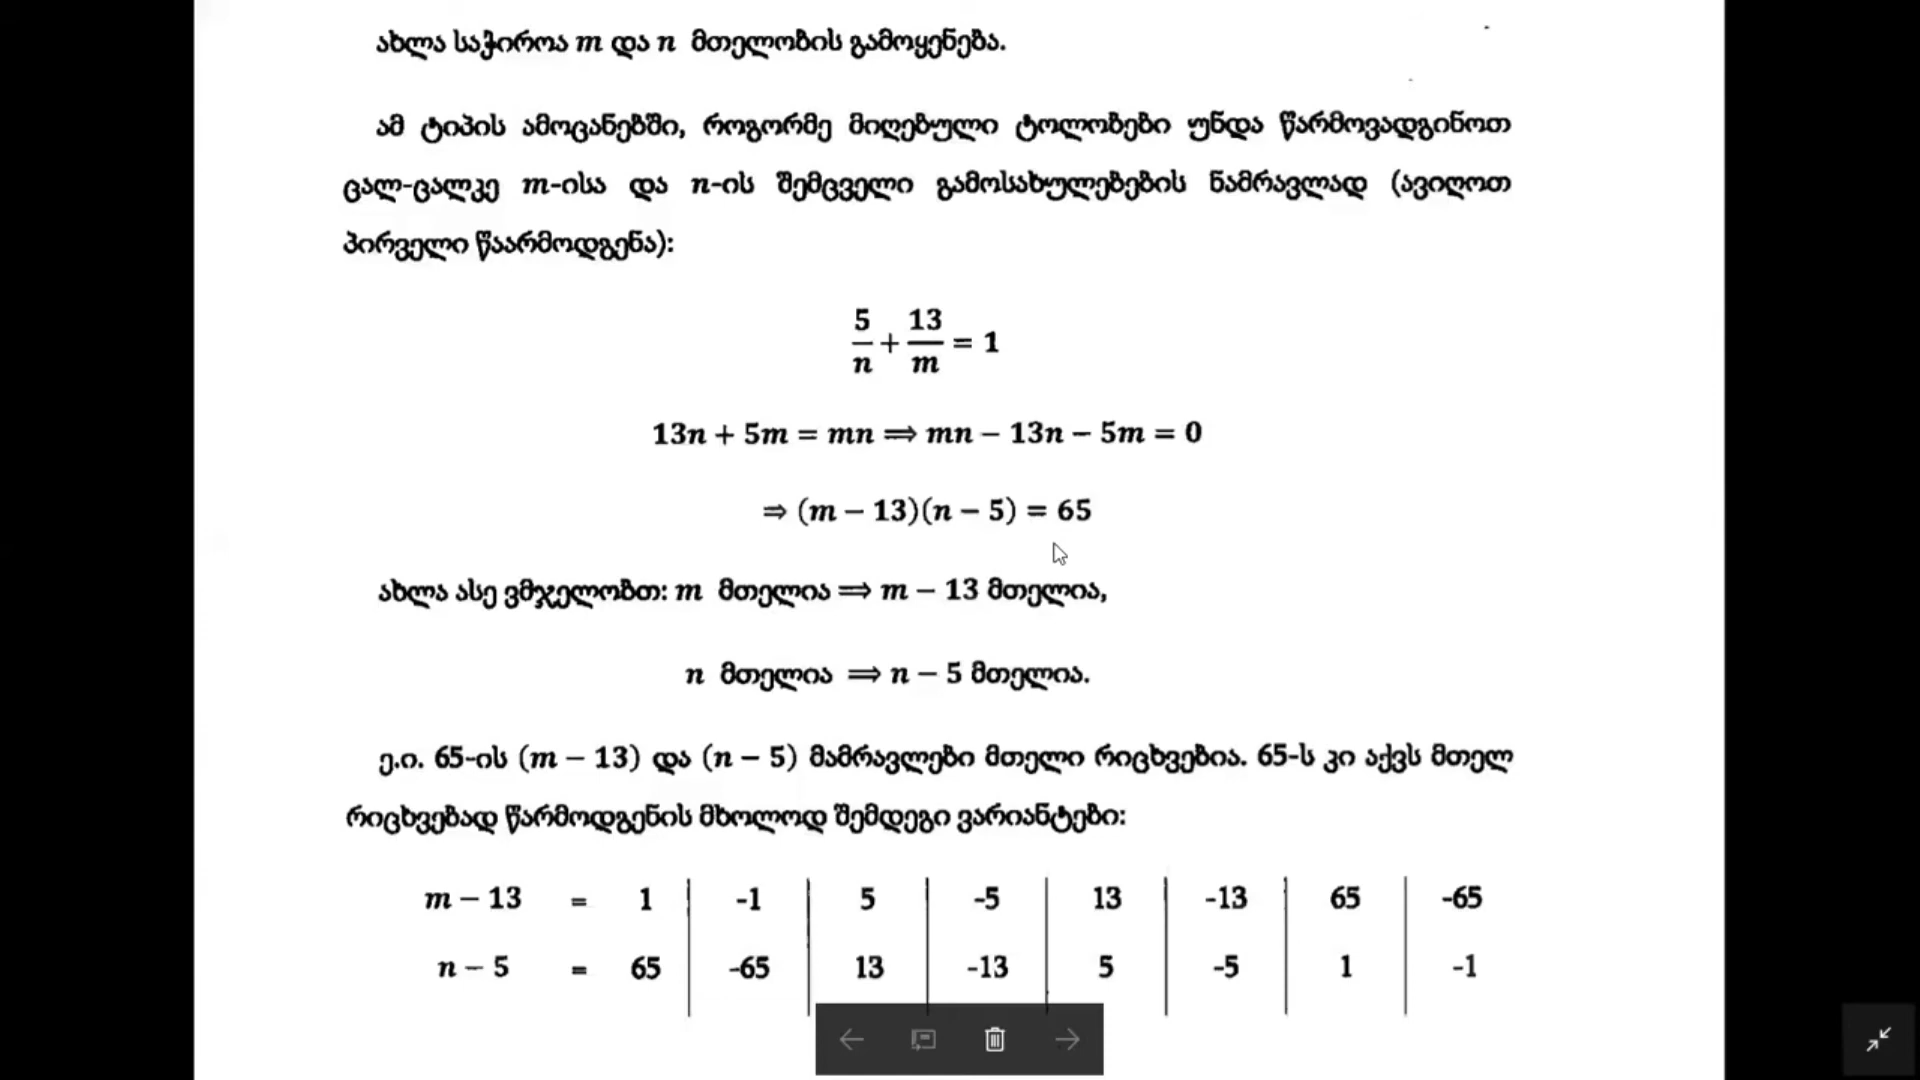 ახლა საჭიროა m და n მთელობის გამოყენება.
ამ ტიპის ამოცანებში, როგორმე მიღებული ტოლობები უნდა წარმოვადგინოთ
ცალ-ცალკე m-ისა და n-ის შემცველი გამოსახულებების ნამრავლად (ავიღოთ
პირველი წაარმოდგენა):
5/n + 13/m = 1
13n + 5m = mn ⟹ mn − 13n − 5m = 0
⇒ (m − 13)(n − 5) = 65
ახლა ასე ვმჯელობთ: m მთელია ⟹ m − 13 მთელია,
n მთელია ⟹ n − 5 მთელია.
ე.ი. 65-ის (m − 13) და (n − 5) მამრავლები მთელი რიცხვებია. 65-ს კი აქვს მთელ
რიცხვებად წარმოდგენის მხოლოდ შემდეგი ვარიანტები:
m − 13 = 1 | -1 | 5 | -5 | 13 | -13 | 65 | -65
n − 5 = 65 | -65 | 13 | -13 | 5 | -5 | 1 | -1